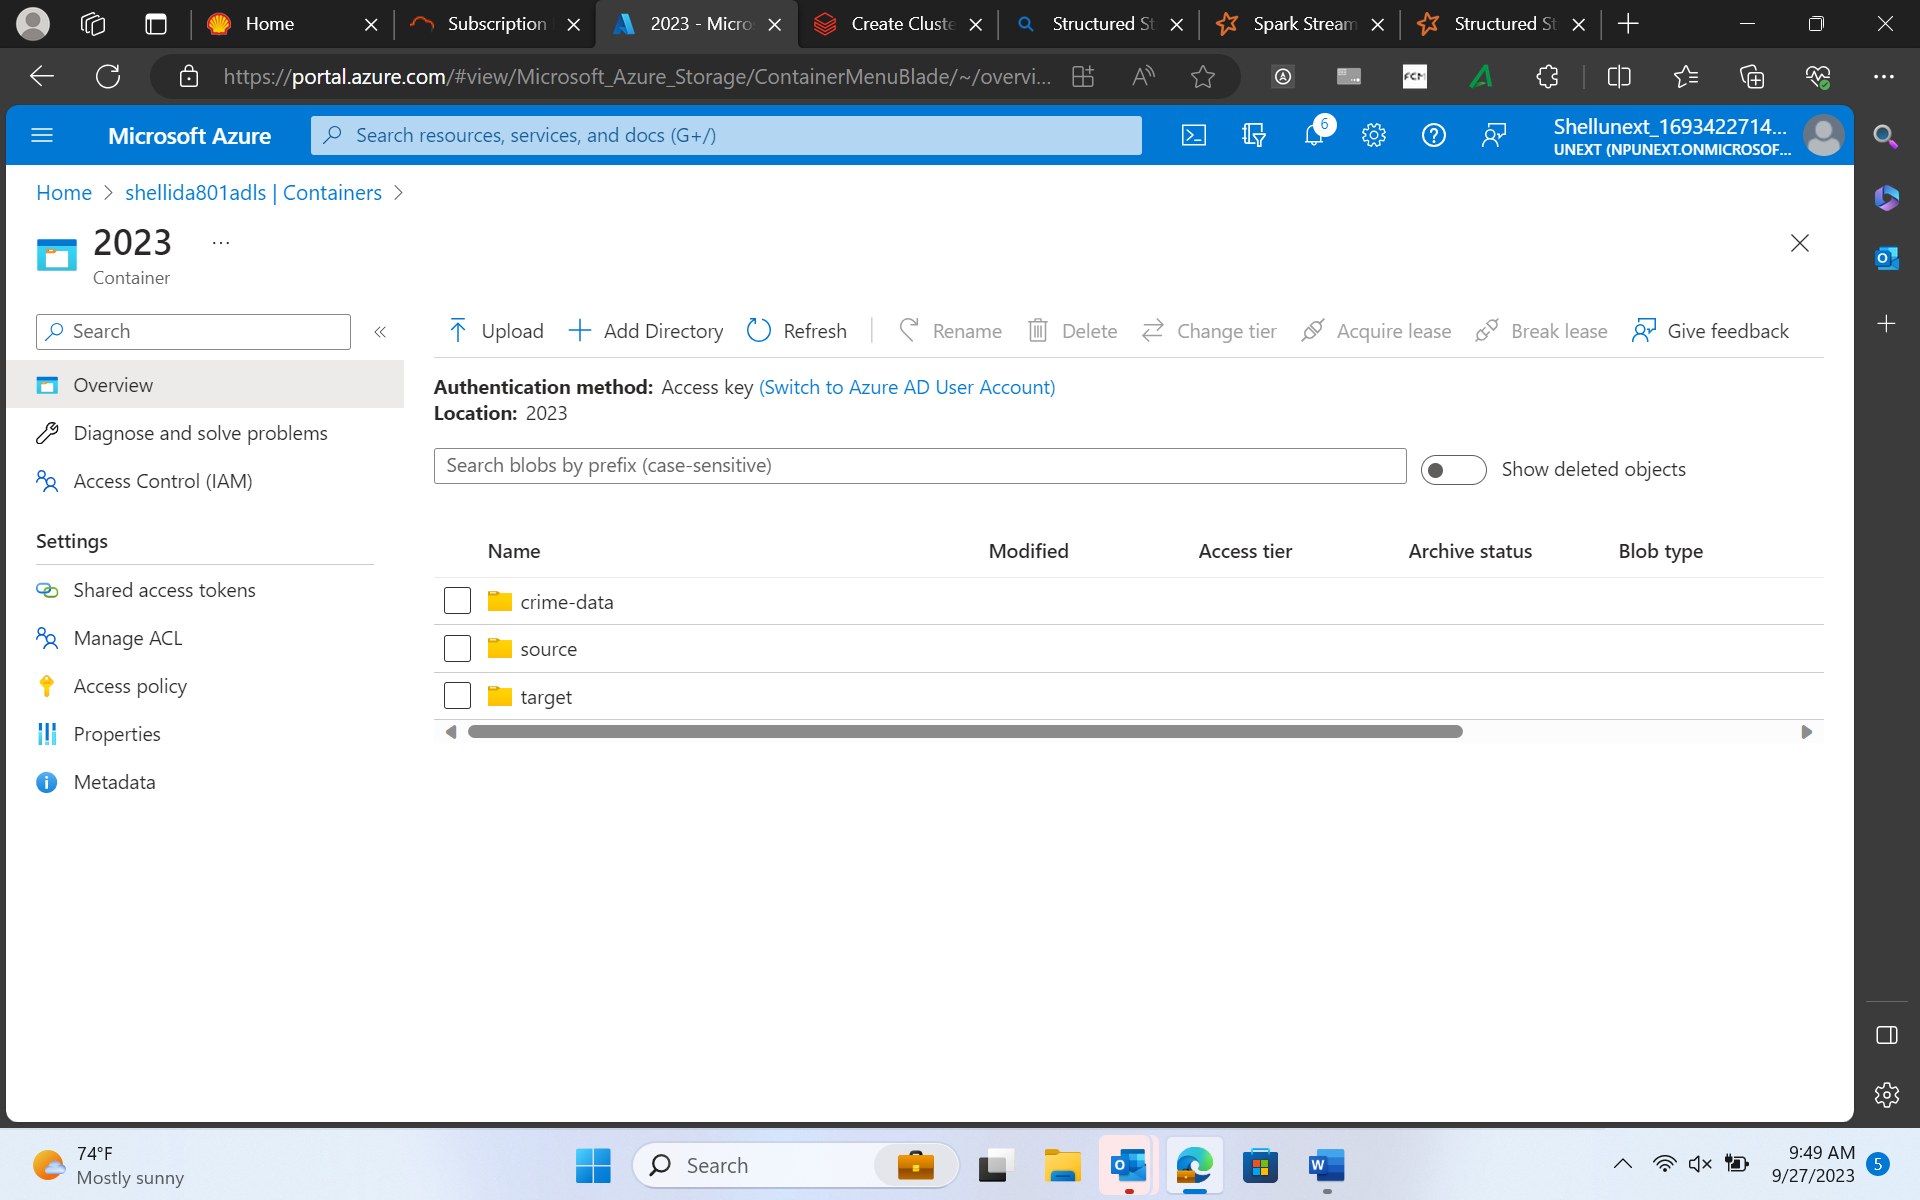 Home
Subscription
2023 - Micros
Create Cluste
Structured St
Spark Stream
Structured St
https://portal.azure.com/#view/Microsoft_Azure_Storage/ContainerMenuBlade/~/overvi...
FCM
Microsoft Azure
Search resources, services, and docs (G+/)
6
Shellunext_1693422714...
UNEXT (NPUNEXT.ONMICROSOF...
Home > shellida801adls | Containers >
2023
...
Container
Search
«
Upload
Add Directory
Refresh
Rename
Delete
Change tier
Acquire lease
Break lease
Give feedback
Overview
Diagnose and solve problems
Access Control (IAM)
Settings
Shared access tokens
Manage ACL
Access policy
Properties
Metadata
Authentication method: Access key (Switch to Azure AD User Account)
Location: 2023
Search blobs by prefix (case-sensitive)
Show deleted objects
Name Modified Access tier Archive status Blob type
crime-data
source
target
74°F
Mostly sunny
Search
9:49 AM
9/27/2023
5